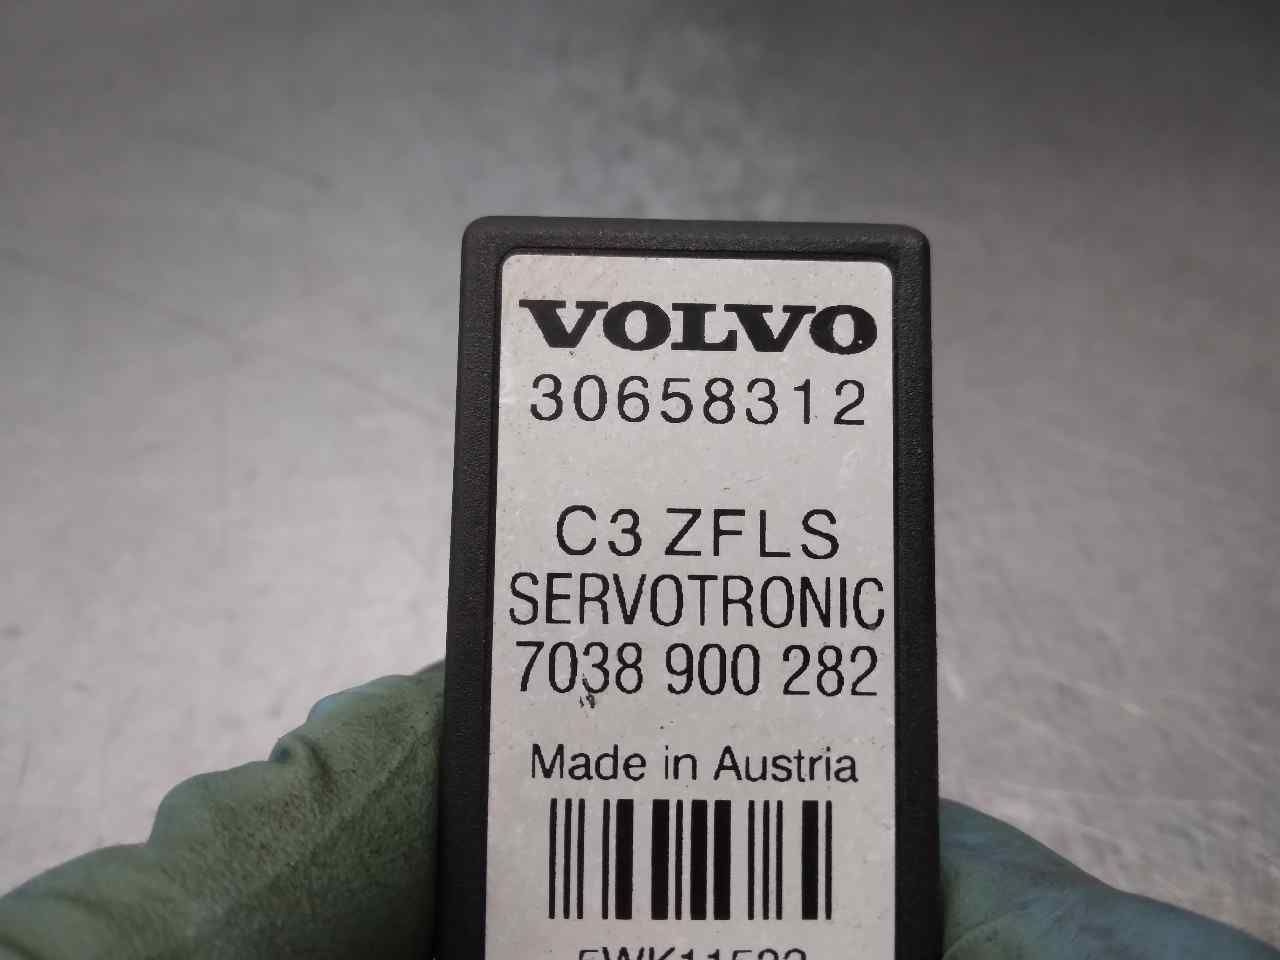 VOLVO
30658312
C3 ZFLS
SERVOTRONIC
7038 900 282
Made in Austria